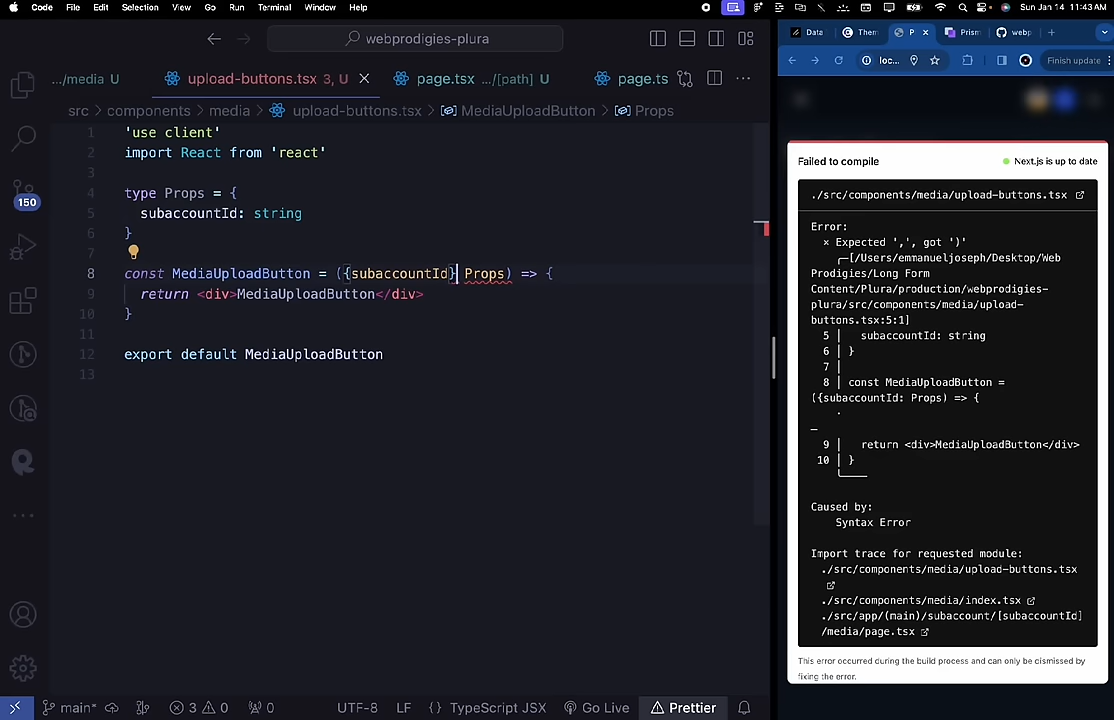 Code File Edit Selection View Go Run Terminal Window Help
Sun Jan 14 11:43 AM
webprodigies-plura
.../media U
upload-buttons.tsx 3, U
page.tsx .../[path] U
page.ts
src > components > media > upload-buttons.tsx > MediaUploadButton > Props
1 'use client'
2 import React from 'react'
3
4 type Props = {
5 subaccountId: string
6 }
7
8 const MediaUploadButton = ({subaccountId} Props) => {
9 return <div>MediaUploadButton</div>
10 }
11
12 export default MediaUploadButton
13
150
main*
3 0
0
UTF-8 LF {} TypeScript JSX Go Live Prettier
Data
Them
P
Prism
webp
loc...
Finish update
Failed to compile
Next.js is up to date
./src/components/media/upload-buttons.tsx
Error:
× Expected ',', got ')'
╭─[/Users/emmanueljoseph/Desktop/Web
Prodigies/Long Form
Content/Plura/production/webprodigies-
plura/src/components/media/upload-
buttons.tsx:5:1]
5 │ subaccountId: string
6 │ }
7 │
8 │ const MediaUploadButton =
({subaccountId: Props) => {
·
─
9 │ return <div>MediaUploadButton</div>
10 │ }
╰────
Caused by:
Syntax Error
Import trace for requested module:
./src/components/media/upload-buttons.tsx
./src/components/media/index.tsx
./src/app/(main)/subaccount/[subaccountId]
/media/page.tsx
This error occurred during the build process and can only be dismissed by
fixing the error.